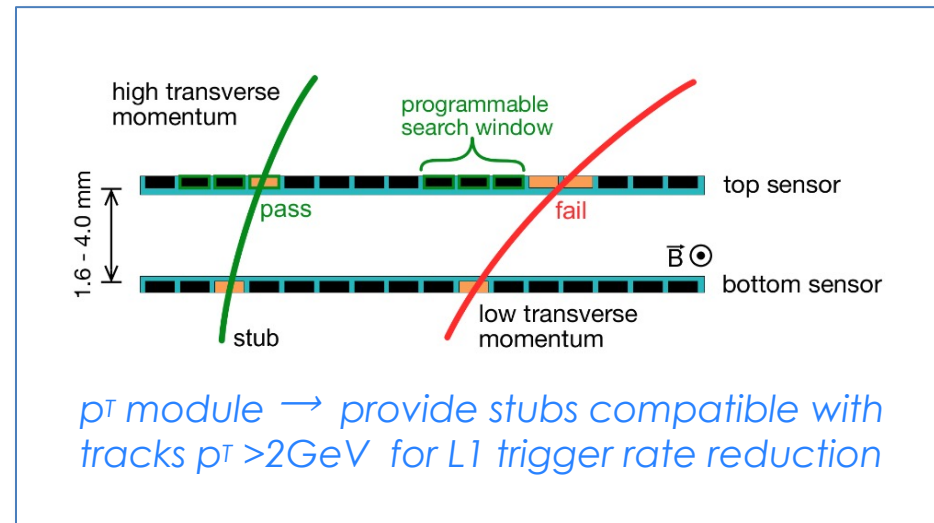 high transverse
momentum
programmable
search window
pass
fail
top sensor
1.6 - 4.0 mm
B
bottom sensor
stub
low transverse
momentum
pT module → provide stubs compatible with
tracks pT >2GeV for L1 trigger rate reduction